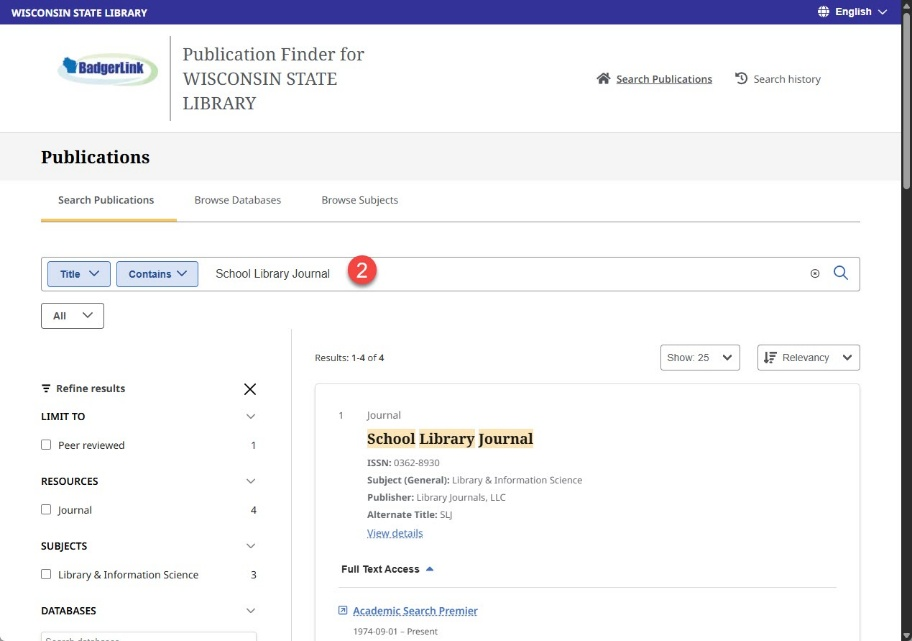 WISCONSIN STATE LIBRARY
English
BadgerLink
Publication Finder for
WISCONSIN STATE
LIBRARY
Search Publications
Search history
Publications
Search Publications
Browse Databases
Browse Subjects
Title
Contains
School Library Journal
2
All
Results: 1-4 of 4
Show: 25
Relevancy
Refine results
LIMIT TO
Peer reviewed 1
RESOURCES
Journal 4
SUBJECTS
Library & Information Science 3
DATABASES
Search databases
1 Journal
School Library Journal
ISSN: 0362-8930
Subject (General): Library & Information Science
Publisher: Library Journals, LLC
Alternate Title: SLJ
View details
Full Text Access
Academic Search Premier
1974-09-01 – Present